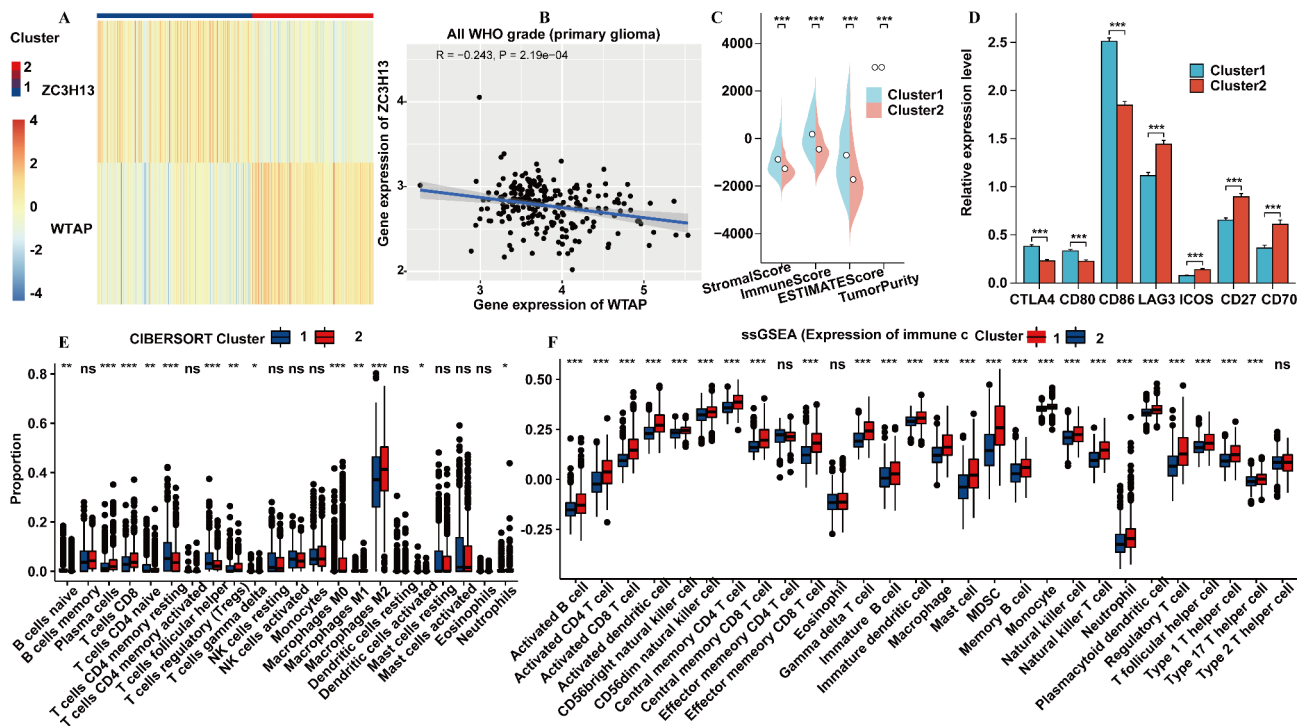 A
Cluster
2
1
ZC3H13
4
2
0
-2
-4
WTAP
B
All WHO grade (primary glioma)
R = −0.243, P = 2.19e−04
Gene expression of ZC3H13
4
3
2
3
4
5
Gene expression of WTAP
C
*** *** *** ***
4000
2000
0
−2000
−4000
Cluster1
Cluster2
StromalScore
ImmuneScore
ESTIMATEScore
TumorPurity
D
Relative expression level
2.5
2.0
1.5
1.0
0.5
0.0
Cluster1
Cluster2
*** *** *** *** *** *** ***
CTLA4 CD80 CD86 LAG3 ICOS CD27 CD70
E
CIBERSORT Cluster 1 2
** ns *** *** ** *** ns *** ** * ns ns ns *** ** *** ns * ns ns ns *
Proportion
0.8
0.6
0.4
0.2
0.0
B cells naive
B cells memory
Plasma cells
T cells CD8
T cells CD4 naive
T cells CD4 memory resting
T cells CD4 memory activated
T cells follicular helper
T cells regulatory (Tregs)
T cells gamma delta
NK cells resting
NK cells activated
Monocytes
Macrophages M0
Macrophages M1
Macrophages M2
Dendritic cells resting
Dendritic cells activated
Mast cells resting
Mast cells activated
Eosinophils
Neutrophils
F
ssGSEA (Expression of immune c Cluster 1 2
*** *** *** *** *** *** *** *** ns *** ns *** *** *** *** *** *** *** *** *** *** *** *** *** *** *** *** ns
0.50
0.25
0.00
-0.25
Activated B cell
Activated CD4 T cell
Activated CD8 T cell
Activated dendritic cell
CD56bright natural killer cell
CD56dim natural killer cell
Central memory CD4 T cell
Central memory CD8 T cell
Effector memeory CD4 T cell
Effector memeory CD8 T cell
Eosinophil
Gamma delta T cell
Immature B cell
Immature dendritic cell
Macrophage
Mast cell
MDSC
Memory B cell
Monocyte
Natural killer cell
Natural killer T cell
Neutrophil
Plasmacytoid dendritic cell
Regulatory T cell
T follicular helper cell
Type 1 T helper cell
Type 17 T helper cell
Type 2 T helper cell